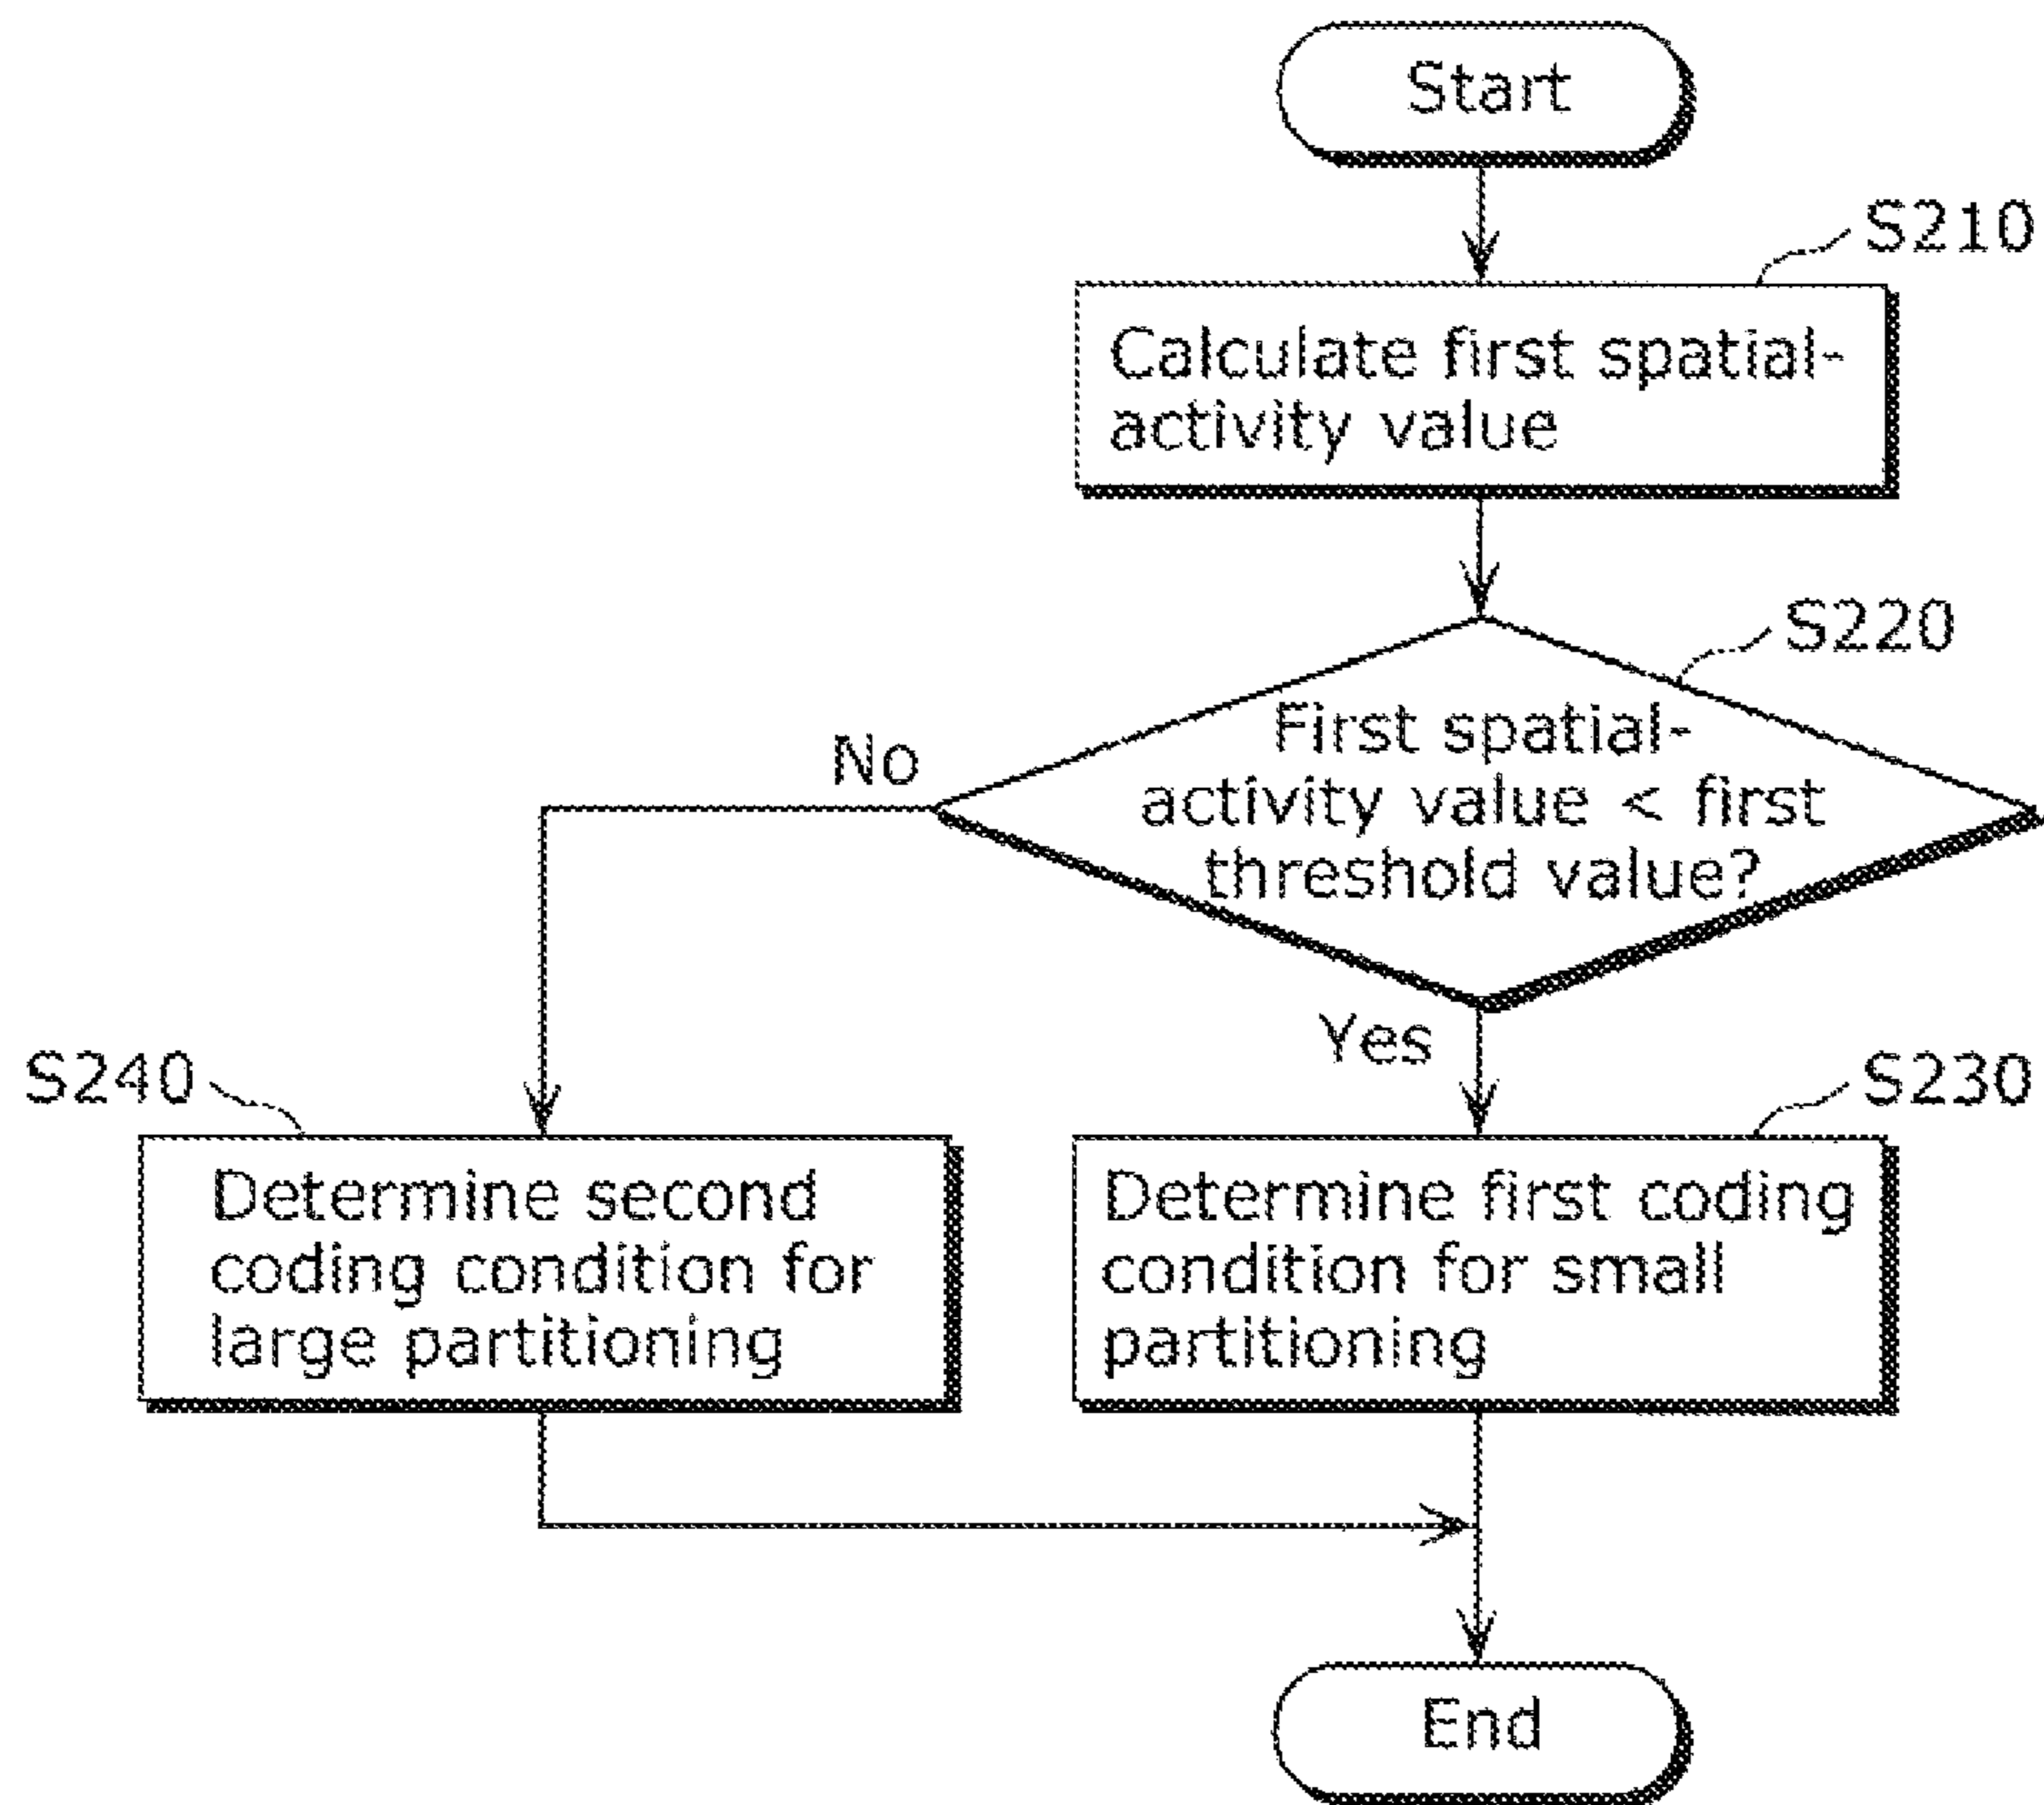 Start
S210
Calculate first spatial-
activity value
S220
First spatial-
activity value < first
threshold value?
No
Yes
S240
Determine second
coding condition for
large partitioning
S230
Determine first coding
condition for small
partitioning
End